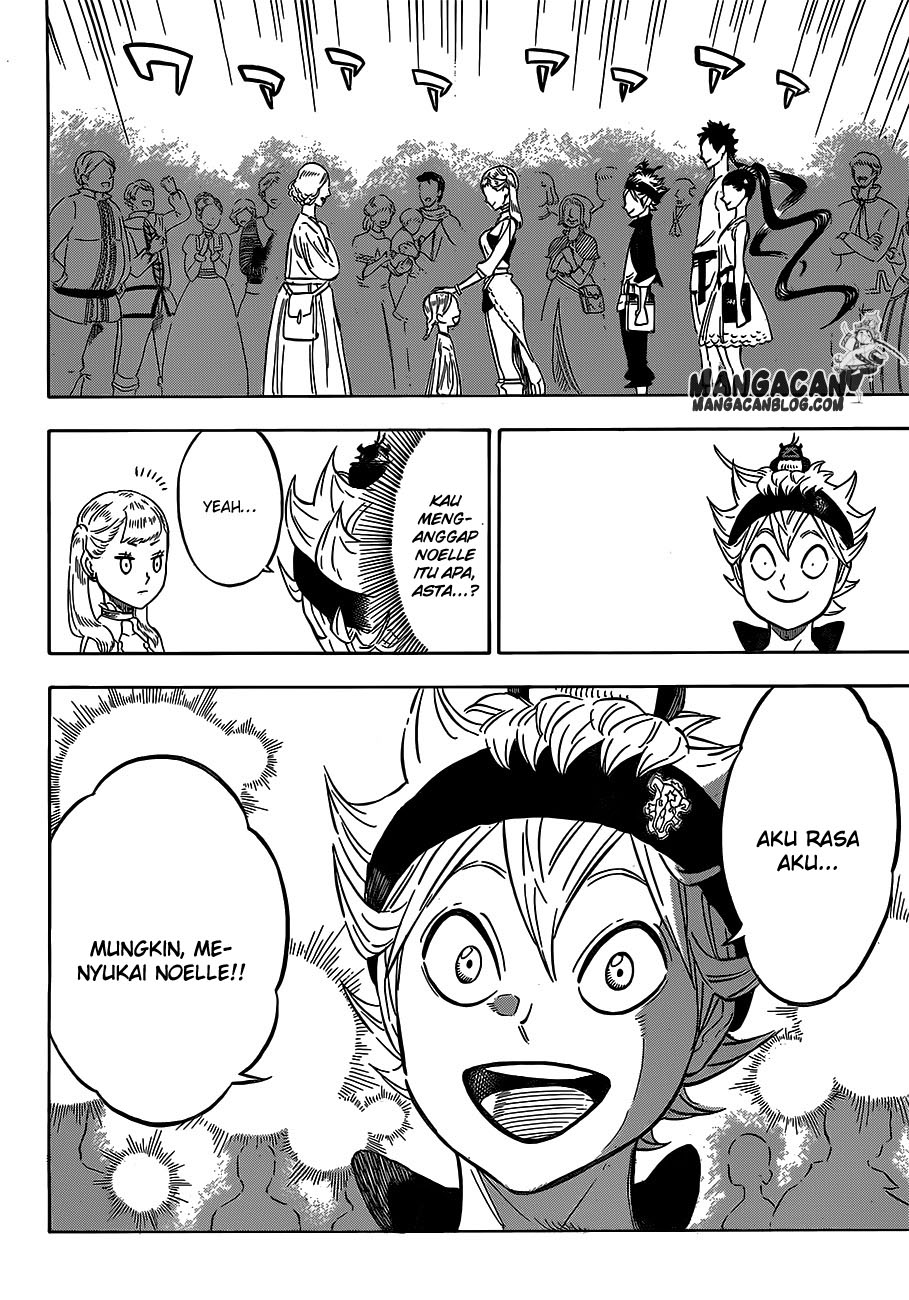 MANGACAN
MANGACANBLOG.COM
KAU
MENG-
ANGGAP
NOELLE
ITU APA,
ASTA...?
YEAH...
AKU RASA
AKU...
MUNGKIN, ME-
NYUKAI NOELLE!!